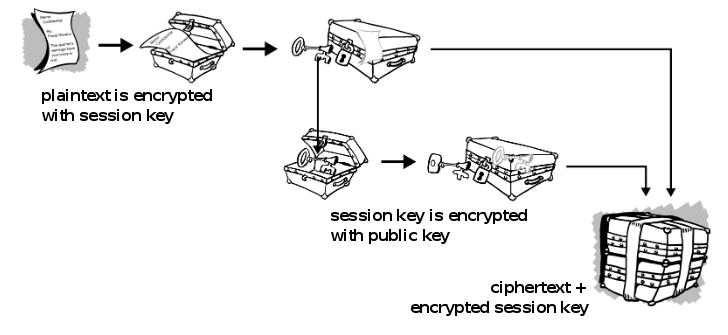 plaintext is encrypted
with session key
session key is encrypted
with public key
ciphertext +
encrypted session key